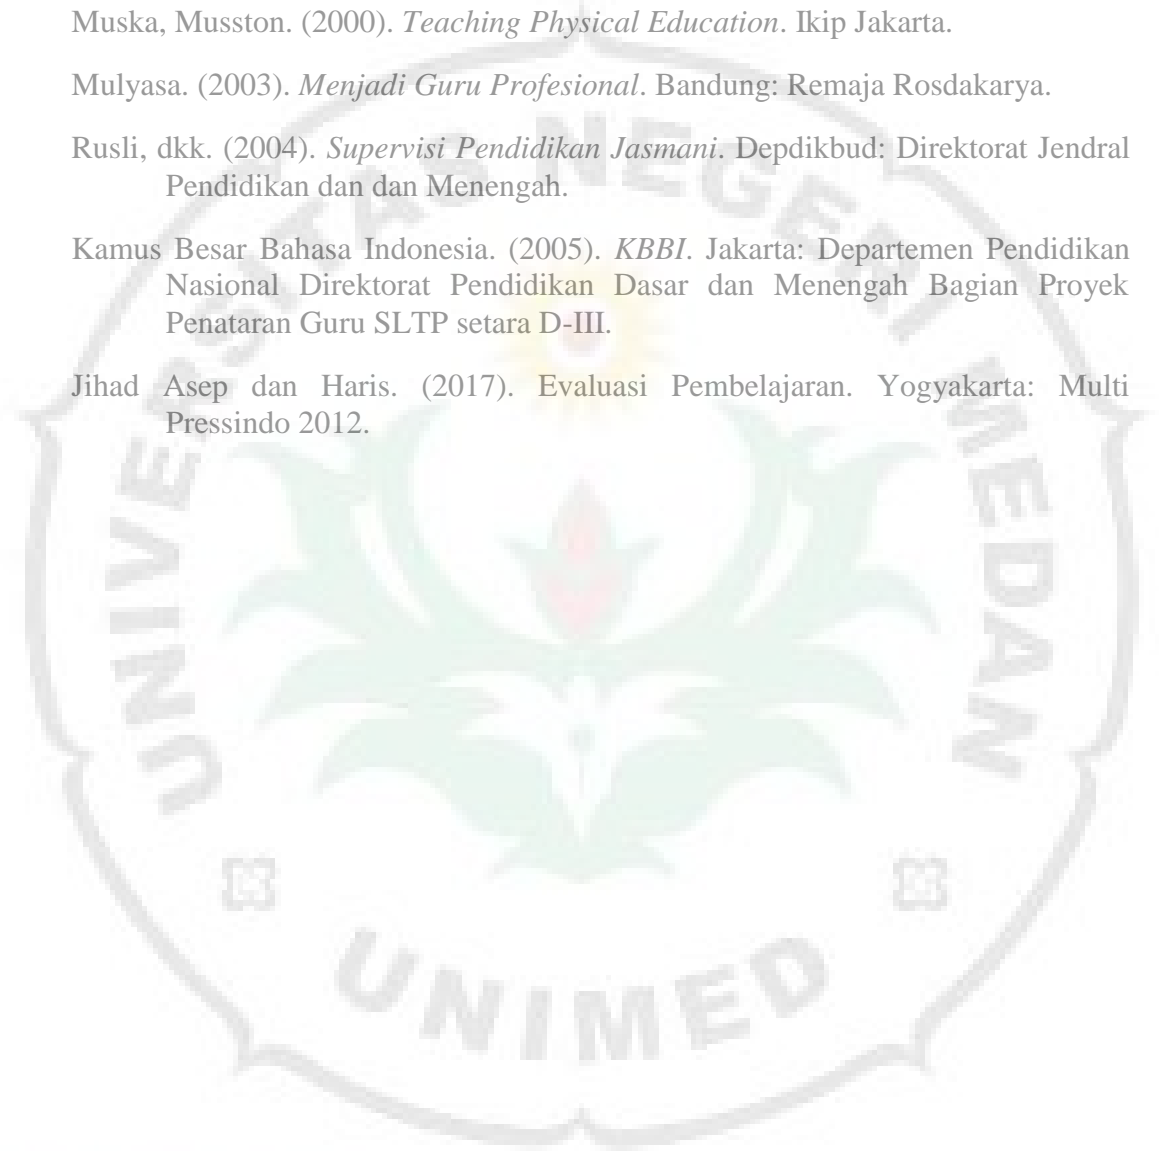 Muska, Musston. (2000). Teaching Physical Education. Ikip Jakarta.
Mulyasa. (2003). Menjadi Guru Profesional. Bandung: Remaja Rosdakarya.
Rusli, dkk. (2004). Supervisi Pendidikan Jasmani. Depdikbud: Direktorat Jendral
Pendidikan dan dan Menengah.
Kamus Besar Bahasa Indonesia. (2005). KBBI. Jakarta: Departemen Pendidikan
Nasional Direktorat Pendidikan Dasar dan Menengah Bagian Proyek
Penataran Guru SLTP setara D-III.
Jihad Asep dan Haris. (2017). Evaluasi Pembelajaran. Yogyakarta: Multi
Pressindo 2012.
UNIVERSITAS NEGERI MEDAN
UNIMED